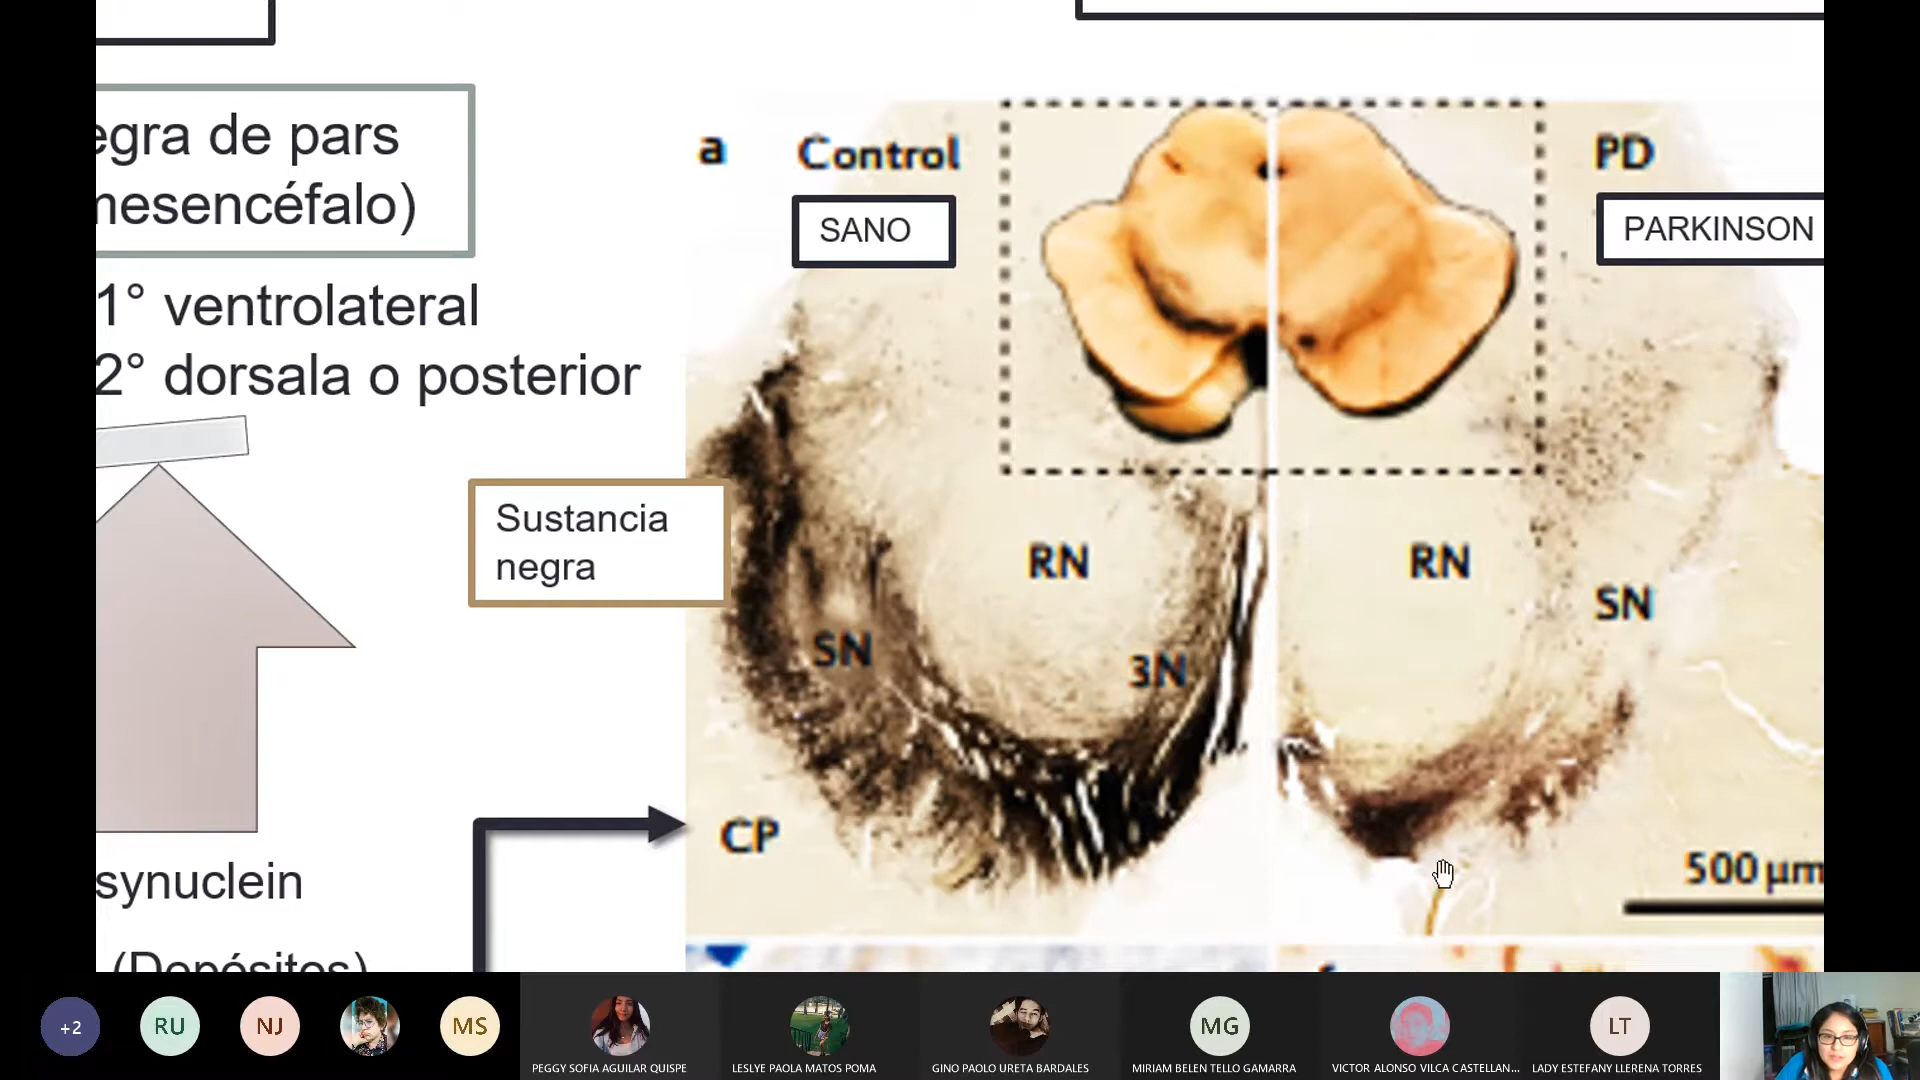 egra de pars
mesencéfalo)
1° ventrolateral
2° dorsala o posterior
Sustancia
negra
synuclein
(Depósitos)
a
Control
SANO
PD
PARKINSON
RN
RN
SN
SN
3N
CP
500 µm
+2
RU
NJ
MS
PEGGY SOFIA AGUILAR QUISPE
LESLYE PAOLA MATOS POMA
GINO PAOLO URETA BARDALES
MG
MIRIAM BELEN TELLO GAMARRA
VICTOR ALONSO VILCA CASTELLAN...
LT
LADY ESTEFANY LLERENA TORRES